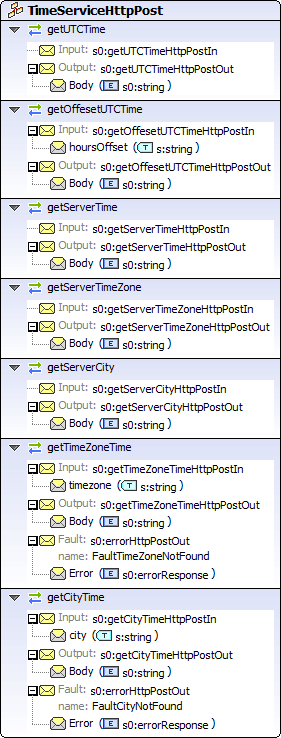 TimeServiceHttpPost
getUTCTime
Input: s0:getUTCTimeHttpPostIn
Output: s0:getUTCTimeHttpPostOut
Body ( E s0:string )
getOffesetUTCTime
Input: s0:getOffesetUTCTimeHttpPostIn
hoursOffset ( T s:string )
Output: s0:getOffesetUTCTimeHttpPostOut
Body ( E s0:string )
getServerTime
Input: s0:getServerTimeHttpPostIn
Output: s0:getServerTimeHttpPostOut
Body ( E s0:string )
getServerTimeZone
Input: s0:getServerTimeZoneHttpPostIn
Output: s0:getServerTimeZoneHttpPostOut
Body ( E s0:string )
getServerCity
Input: s0:getServerCityHttpPostIn
Output: s0:getServerCityHttpPostOut
Body ( E s0:string )
getTimeZoneTime
Input: s0:getTimeZoneTimeHttpPostIn
timezone ( T s:string )
Output: s0:getTimeZoneTimeHttpPostOut
Body ( E s0:string )
Fault: s0:errorHttpPostOut
name: FaultTimeZoneNotFound
Error ( E s0:errorResponse )
getCityTime
Input: s0:getCityTimeHttpPostIn
city ( T s:string )
Output: s0:getCityTimeHttpPostOut
Body ( E s0:string )
Fault: s0:errorHttpPostOut
name: FaultCityNotFound
Error ( E s0:errorResponse )